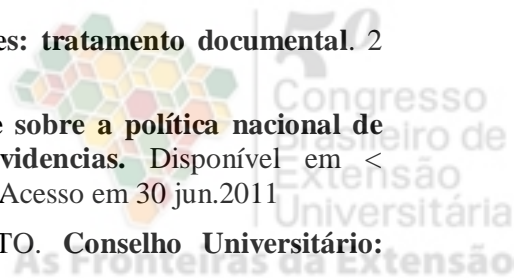 es: tratamento documental. 2
e sobre a política nacional de
videncias. Disponível em <
Acesso em 30 jun.2011
TO. Conselho Universitário:
5º
Congresso
Brasileiro de
Extensão
Universitária
As Fronteiras da Extensão